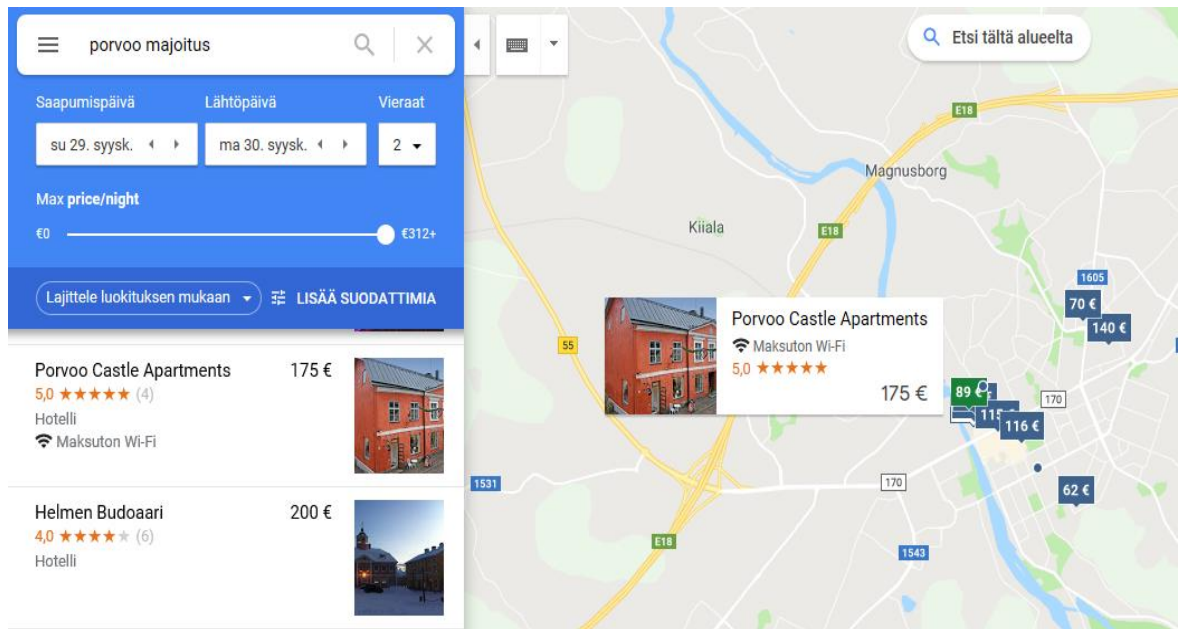 porvoo majoitus
Saapumispäivä Lähtöpäivä Vieraat
su 29. syysk. ma 30. syysk. 2
Max price/night
€0 €312+
Lajittele luokituksen mukaan LISÄÄ SUODATTIMIA
Porvoo Castle Apartments 175 €
5,0 (4)
Hotelli
Maksuton Wi-Fi
Helmen Budoaari 200 €
4,0 (6)
Hotelli
Etsi tältä alueelta
E18
Magnusborg
Kiiala
E18
1605
70 €
140 €
55
Porvoo Castle Apartments
Maksuton Wi-Fi
5,0
175 €
89 €
170
115 €
116 €
1531
170
62 €
E18
1543